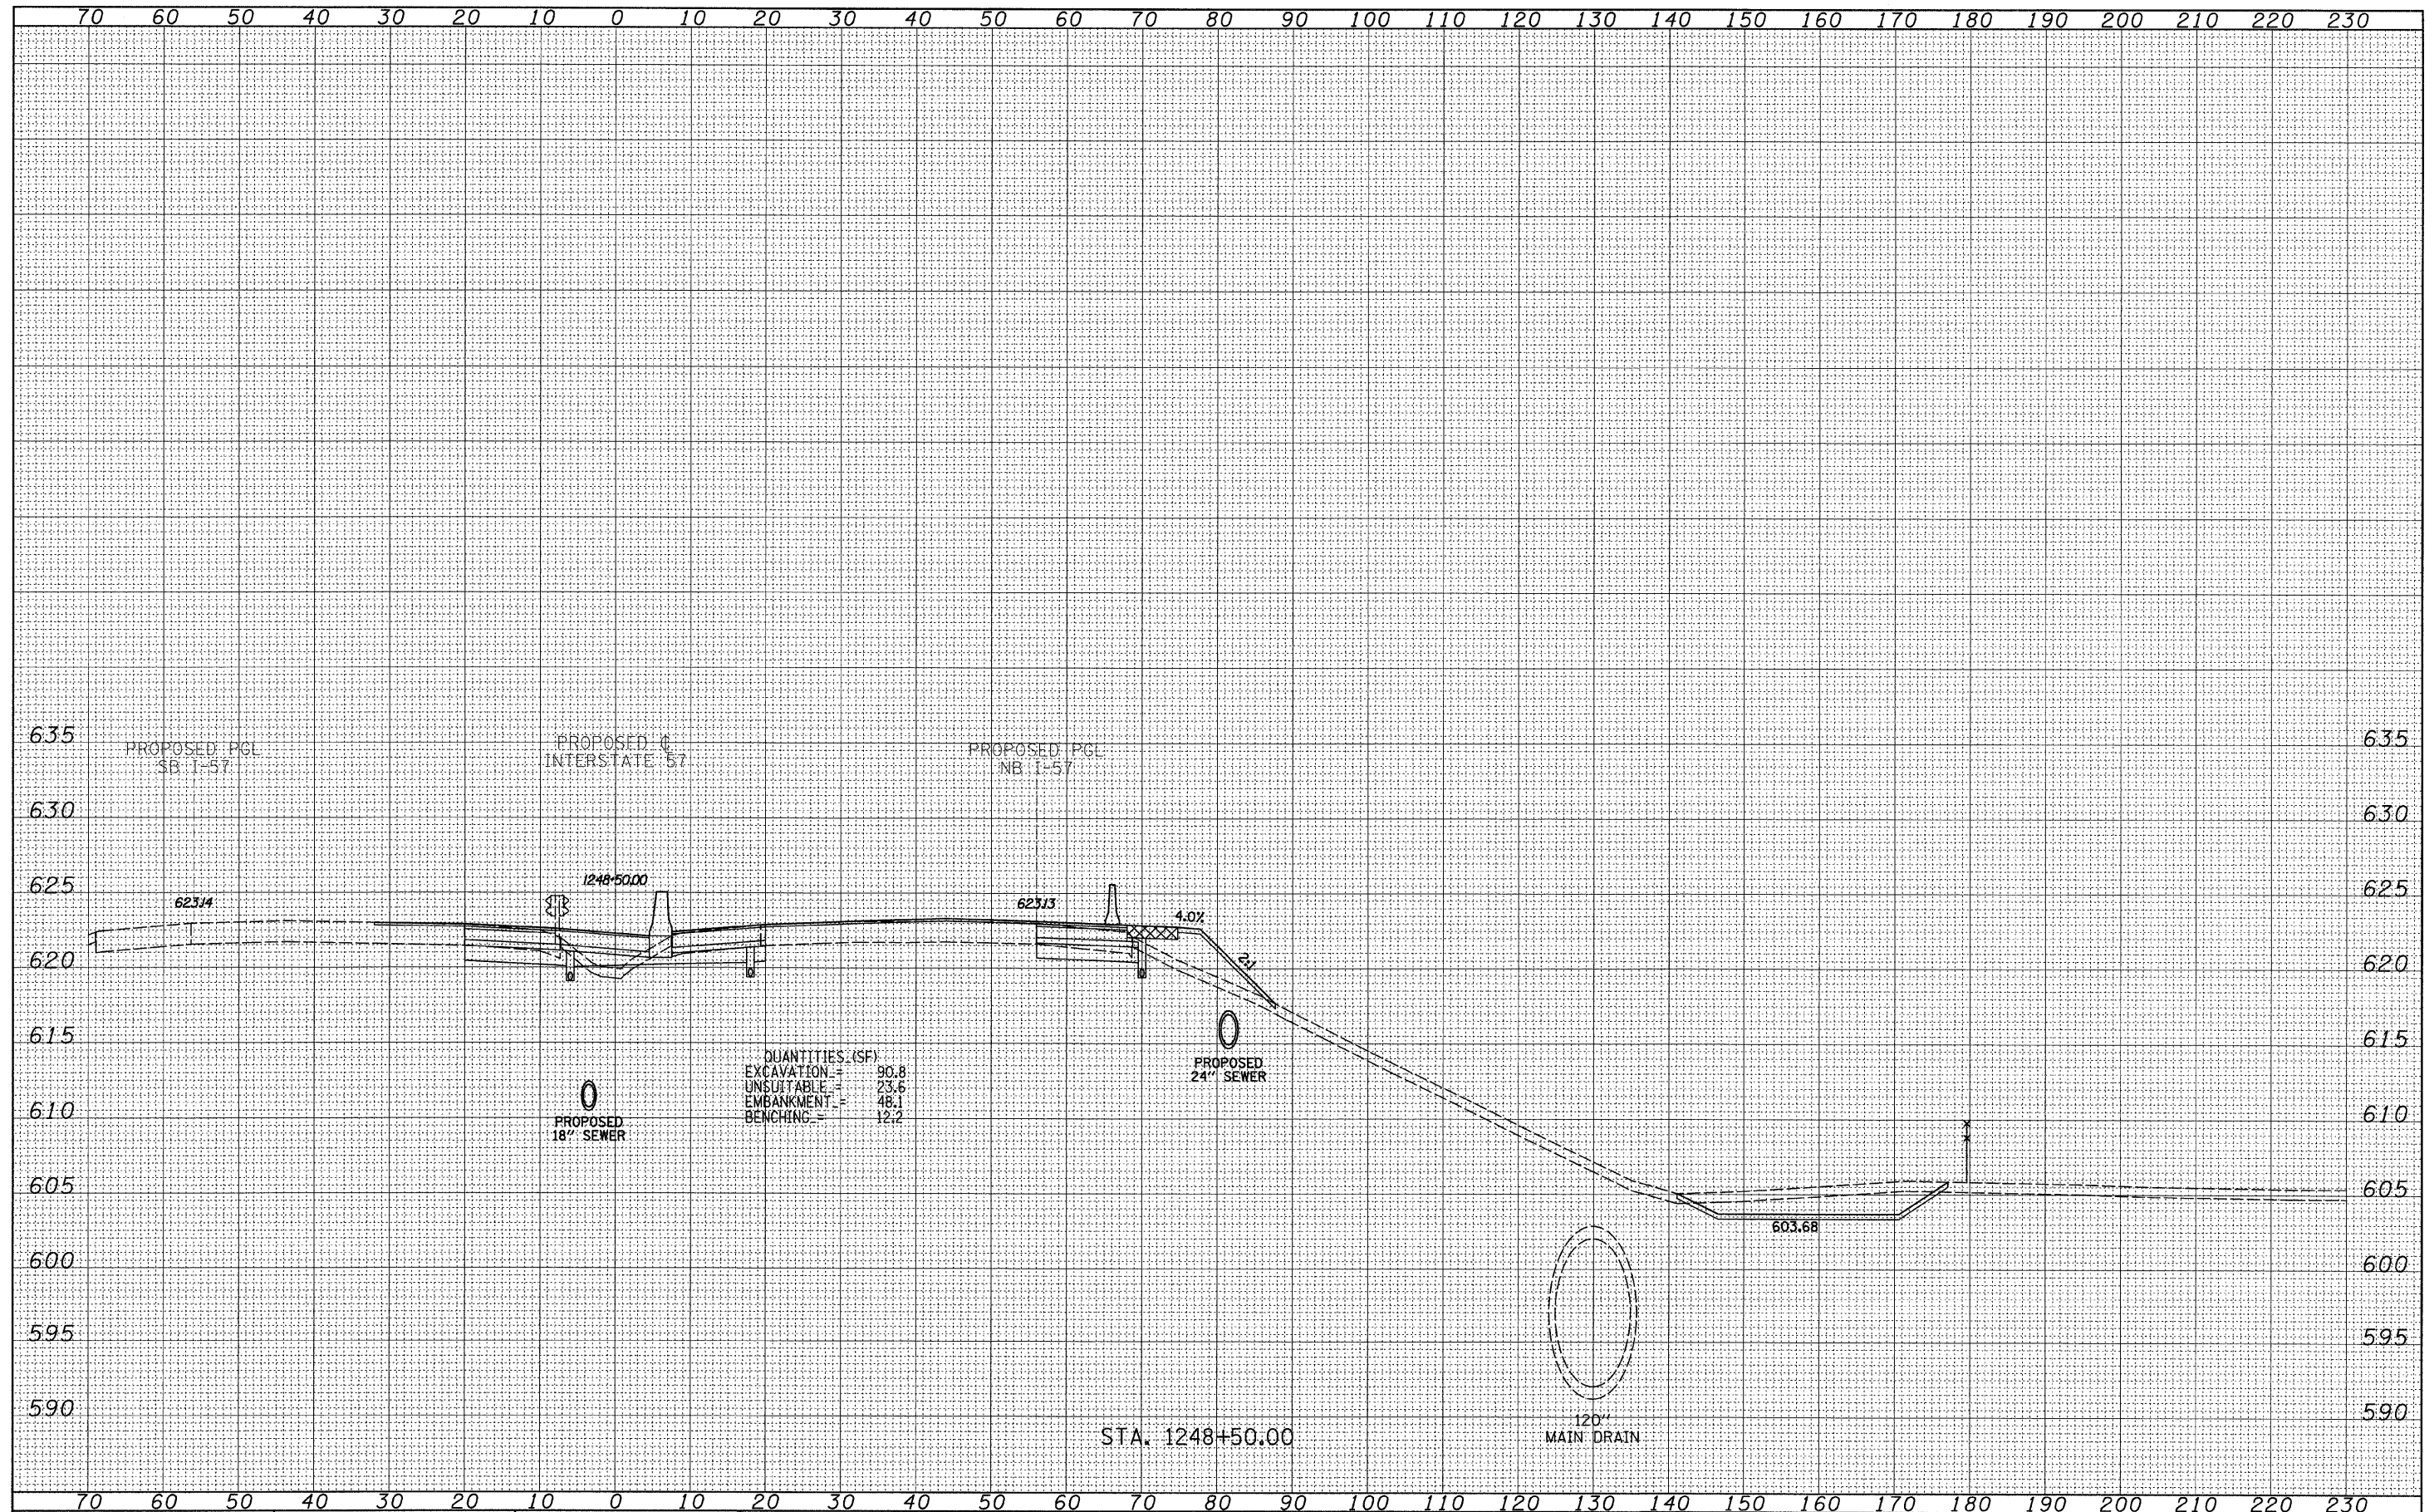 70 60 50 40 30 20 10 0 10 20 30 40 50 60 70 80 90 100 110 120 130 140 150 160 170 180 190 200 210 220 230
635 635
PROPOSED PGL
SB I-57
PROPOSED ℄
INTERSTATE 57
PROPOSED PGL
NB I-57
630 630
625 625
1248+50.00
623.14
623.13
4.0%
2:1
620 620
615 615
QUANTITIES (SF)
EXCAVATION = 90.8
UNSUITABLE = 23.6
EMBANKMENT = 48.1
BENCHING = 12.2
PROPOSED
24" SEWER
610 610
PROPOSED
18" SEWER
605 605
603.68
600 600
595 595
590 590
120"
MAIN DRAIN
STA. 1248+50.00
70 60 50 40 30 20 10 0 10 20 30 40 50 60 70 80 90 100 110 120 130 140 150 160 170 180 190 200 210 220 230